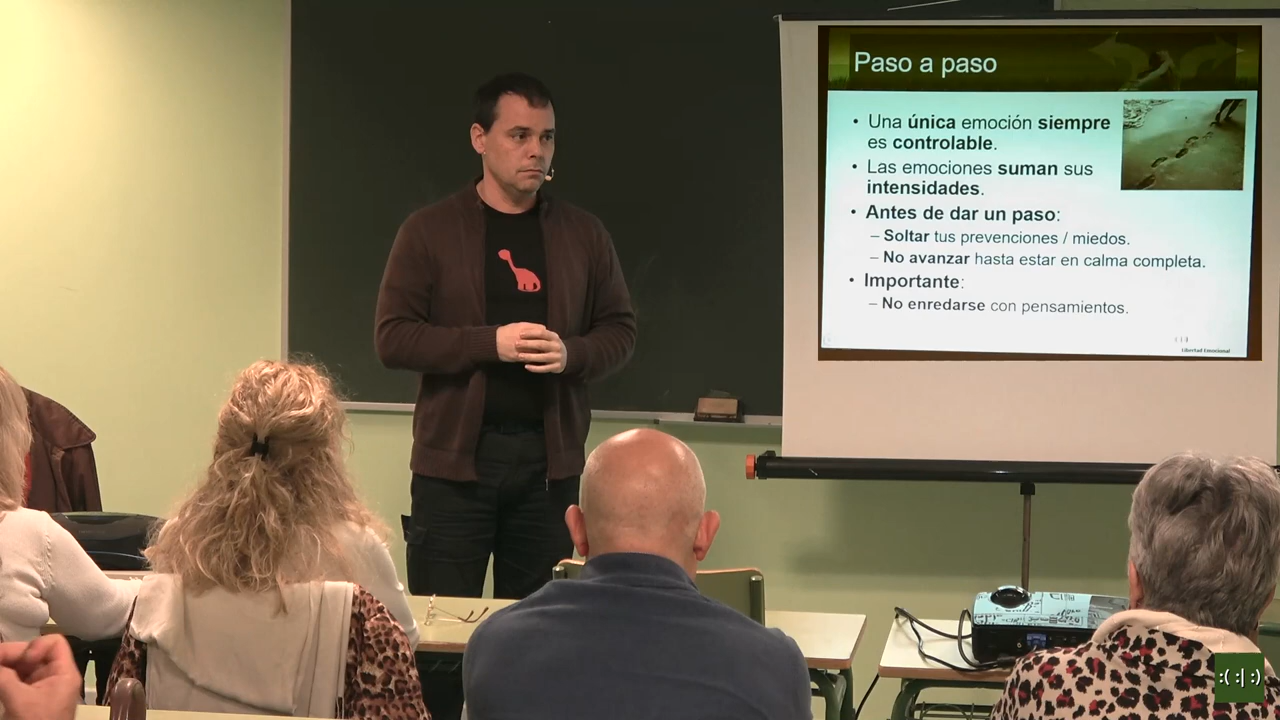 Paso a paso
• Una única emoción siempre
es controlable.
• Las emociones suman sus
intensidades.
• Antes de dar un paso:
– Soltar tus prevenciones / miedos.
– No avanzar hasta estar en calma completa.
• Importante:
– No enredarse con pensamientos.
Libertad Emocional
:( :| :)